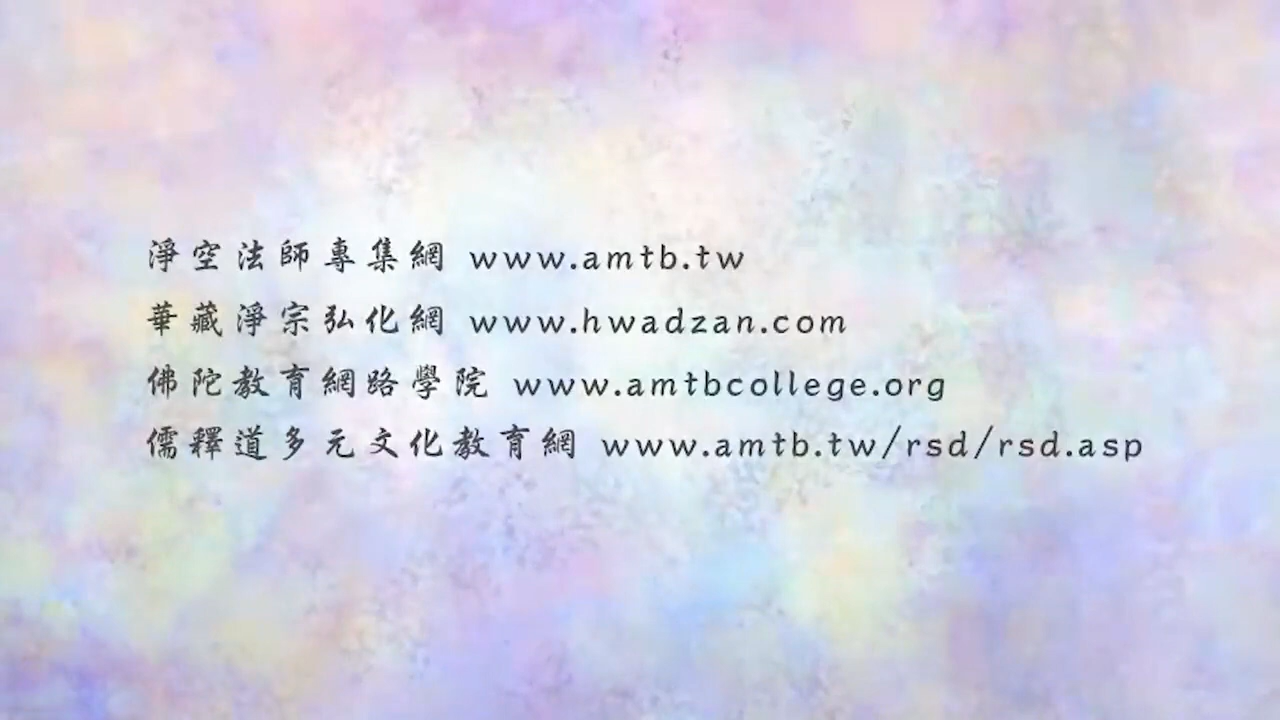 淨空法師專集網 www.amtb.tw
華藏淨宗弘化網 www.hwadzan.com
佛陀教育網路學院 www.amtbcollege.org
儒釋道多元文化教育網 www.amtb.tw/rsd/rsd.asp